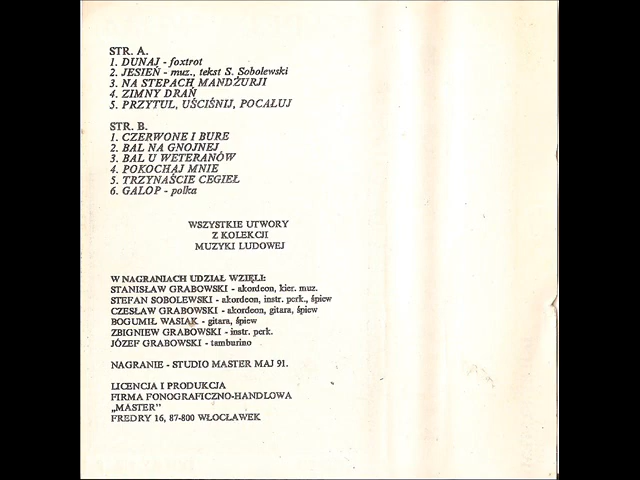 STR. A.
1. DUNAJ - foxtrot
2. JESIEŃ - muz., tekst S. Sobolewski
3. NA STEPACH MANDŻURJI
4. ZIMNY DRAŃ
5. PRZYTUL, UŚCIŚNIJ, POCAŁUJ
STR. B.
1. CZERWONE I BURE
2. BAL NA GNOJNEJ
3. BAL U WETERANÓW
4. POKOCHAJ MNIE
5. TRZYNAŚCIE CEGIEŁ
6. GALOP - polka
WSZYSTKIE UTWORY
Z KOLEKCJI
MUZYKI LUDOWEJ
W NAGRANIACH UDZIAŁ WZIĘLI:
STANISŁAW GRABOWSKI - akordeon, kier. muz.
STEFAN SOBOLEWSKI - akordeon, instr. perk., śpiew
CZESŁAW GRABOWSKI - akordeon, gitara, śpiew
BOGUMIŁ WASIAK - gitara, śpiew
ZBIGNIEW GRABOWSKI - instr. perk.
JÓZEF GRABOWSKI - tamburino
NAGRANIE - STUDIO MASTER MAJ 91.
LICENCJA I PRODUKCJA
FIRMA FONOGRAFICZNO-HANDLOWA
„MASTER”
FREDRY 16, 87-800 WŁOCŁAWEK